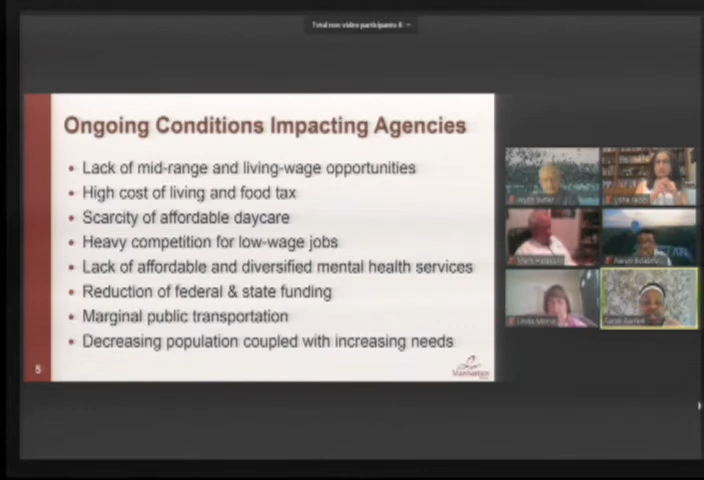 Total non video participants 8
Ongoing Conditions Impacting Agencies
• Lack of mid-range and living-wage opportunities
• High cost of living and food tax
• Scarcity of affordable daycare
• Heavy competition for low-wage jobs
• Lack of affordable and diversified mental health services
• Reduction of federal & state funding
• Marginal public transportation
• Decreasing population coupled with increasing needs
5
Manhattan